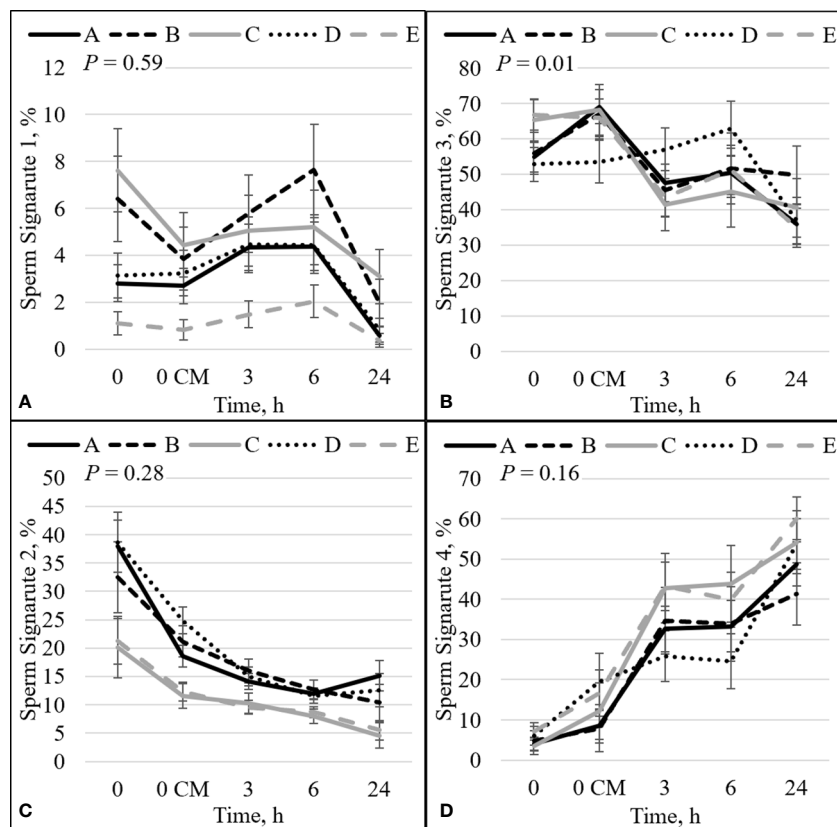 A B C D E
P = 0.59
12
10
8
6
4
2
0
Sperm Signarute 1, %
0 0 CM 3 6 24
Time, h
A
A B C D E
P = 0.01
80
70
60
50
40
30
20
10
0
Sperm Signarute 3, %
0 0 CM 3 6 24
Time, h
B
A B C D E
P = 0.28
50
45
40
35
30
25
20
15
10
5
0
Sperm Signarute 2, %
0 0 CM 3 6 24
Time, h
C
A B C D E
P = 0.16
70
60
50
40
30
20
10
0
Sperm Signarute 4, %
0 0 CM 3 6 24
Time, h
D